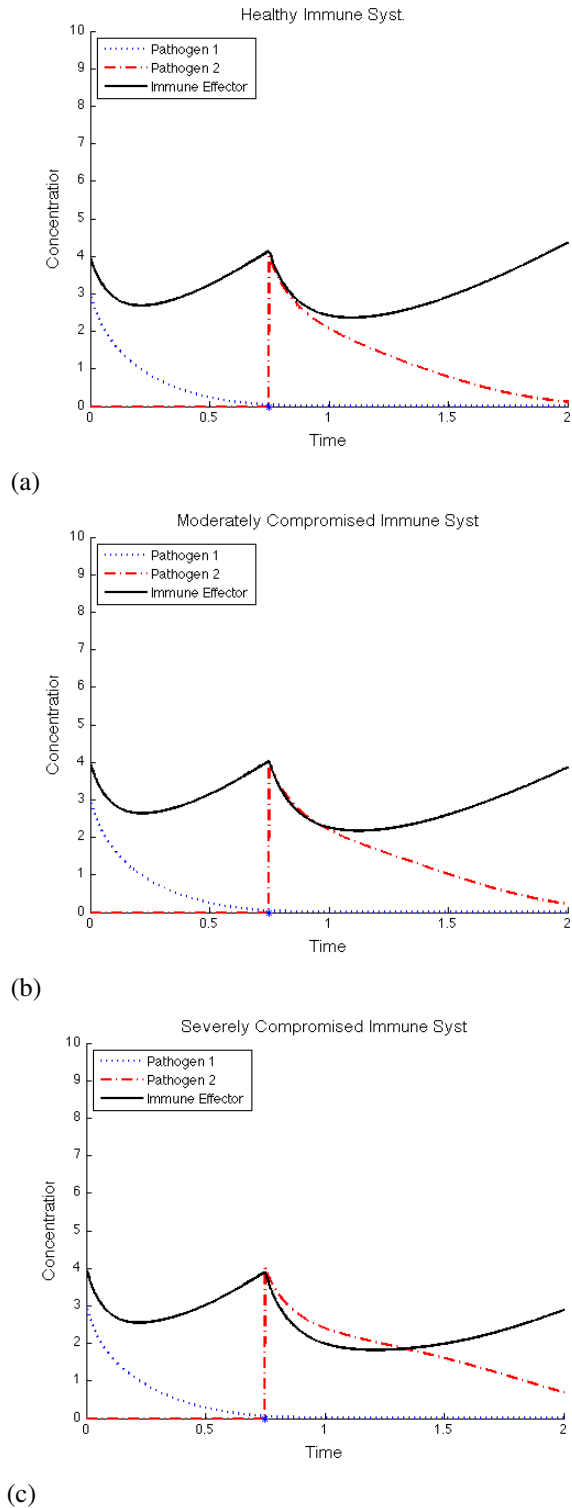 Healthy Immune Syst.
10
9
8
7
6
5
4
3
2
1
0
Concentration
Pathogen 1
Pathogen 2
Immune Effector
0 0.5 1 1.5 2
Time
(a)
Moderately Compromised Immune Syst
10
9
8
7
6
5
4
3
2
1
0
Concentration
Pathogen 1
Pathogen 2
Immune Effector
0 0.5 1 1.5 2
Time
(b)
Severely Compromised Immune Syst
10
9
8
7
6
5
4
3
2
1
0
Concentration
Pathogen 1
Pathogen 2
Immune Effector
0 0.5 1 1.5 2
Time
(c)